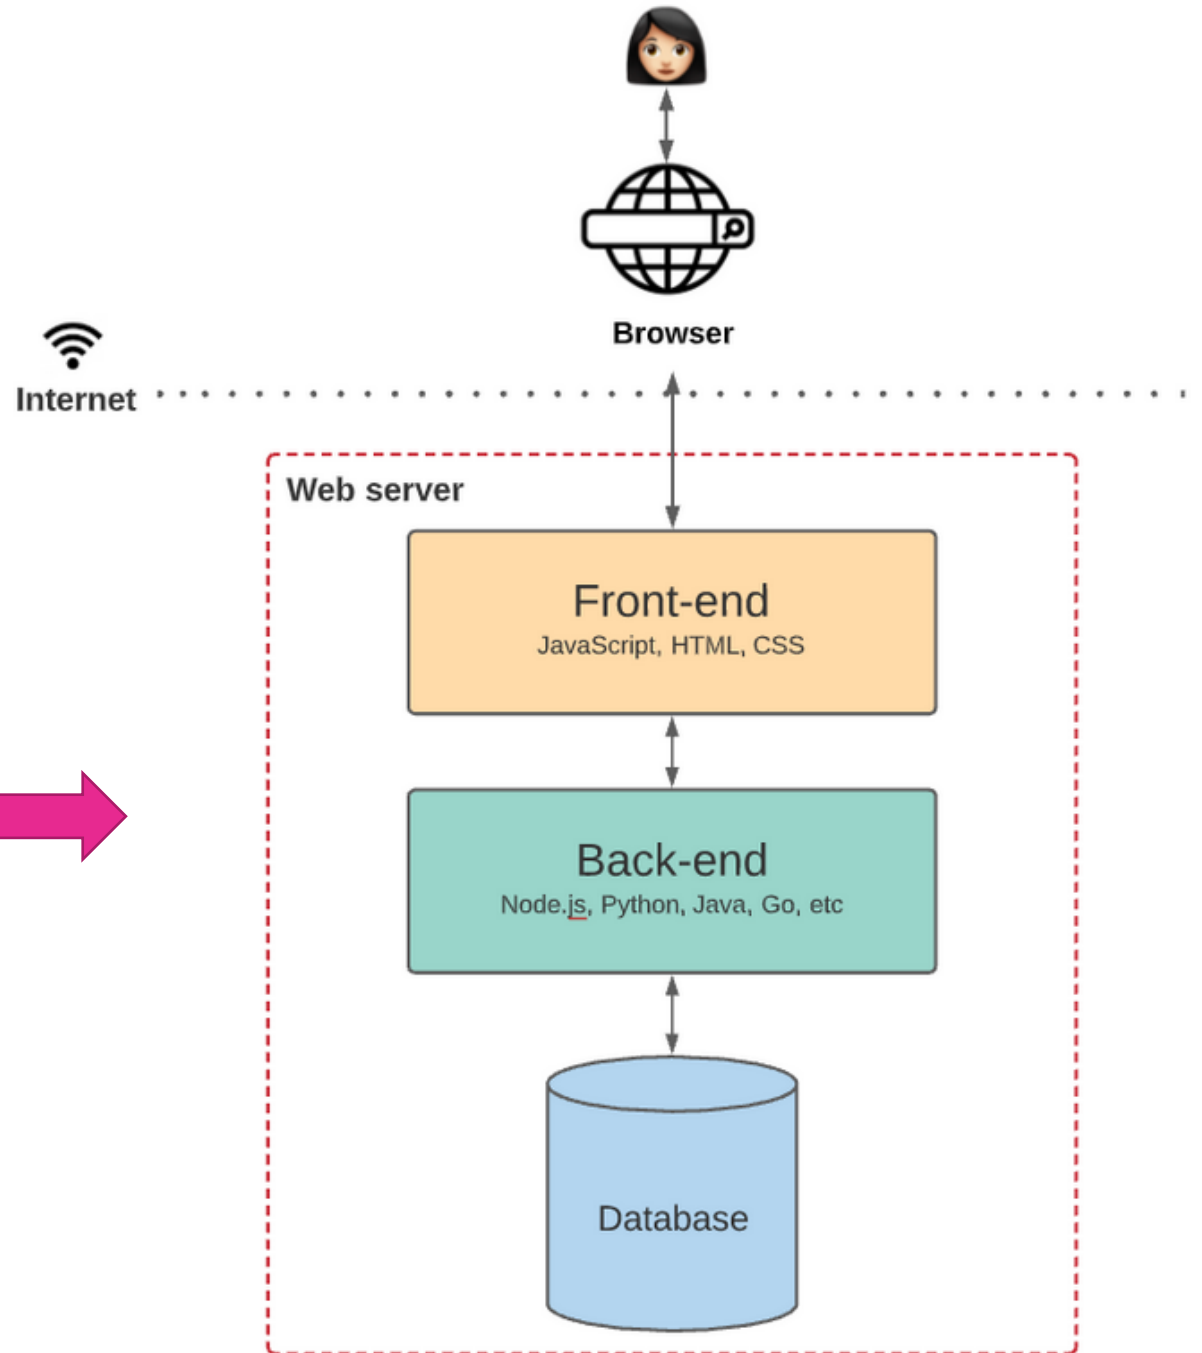 Browser
Internet
Web server
Front-end
JavaScript, HTML, CSS
Back-end
Node.js, Python, Java, Go, etc
Database